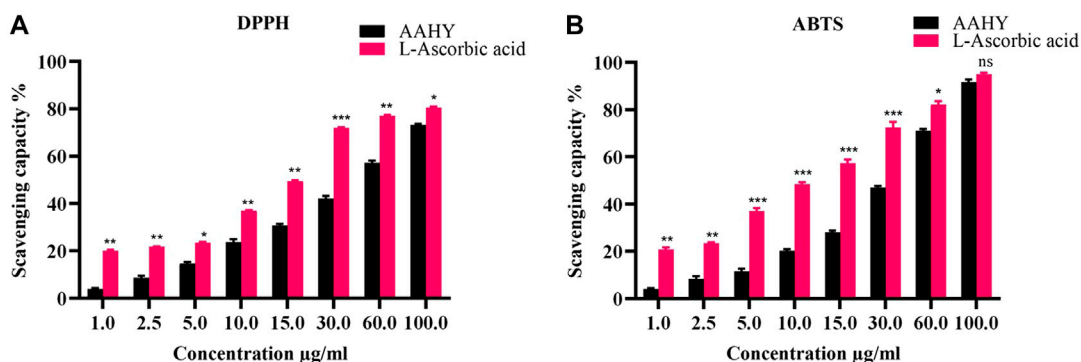 A
DPPH
AAHY
L-Ascorbic acid
Scavenging capacity %
100
80
60
40
20
0
** ** * ** ** *** ** *
1.0 2.5 5.0 10.0 15.0 30.0 60.0 100.0
Concentration µg/ml
B
ABTS
AAHY
L-Ascorbic acid
Scavenging capacity %
100
80
60
40
20
0
** ** *** *** *** *** * ns
1.0 2.5 5.0 10.0 15.0 30.0 60.0 100.0
Concentration µg/ml